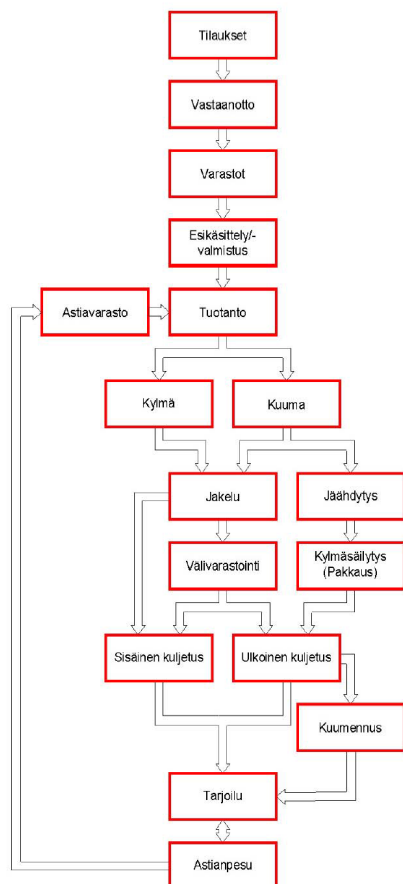 Tilaukset
Vastaanotto
Varastot
Esikäsittely/-
valmistus
Astiavarasto
Tuotanto
Kylmä
Kuuma
Jakelu
Jäähdytys
Välivarastointi
Kylmäsäilytys
(Pakkaus)
Sisäinen kuljetus
Ulkoinen kuljetus
Kuumennus
Tarjoilu
Astianpesu